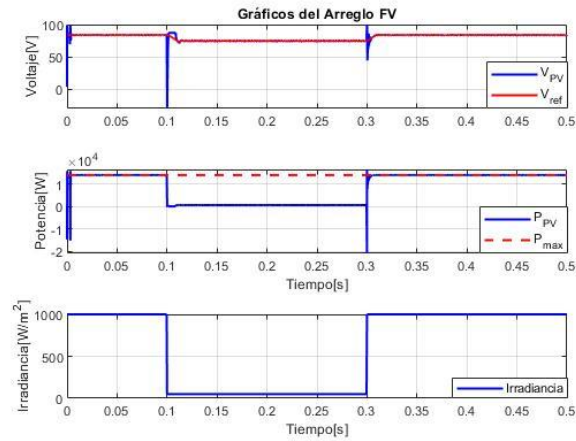 Gráficos del Arreglo FV
Voltaje[V]
100
50
0
V_PV
V_ref
0 0.05 0.1 0.15 0.2 0.25 0.3 0.35 0.4 0.45 0.5
×10^4
Potencia[W]
1
0
-1
-2
P_PV
P_max
0 0.05 0.1 0.15 0.2 0.25 0.3 0.35 0.4 0.45 0.5
Tiempo[s]
Irradiancia[W/m²]
1000
500
0
Irradiancia
0 0.05 0.1 0.15 0.2 0.25 0.3 0.35 0.4 0.45 0.5
Tiempo[s]